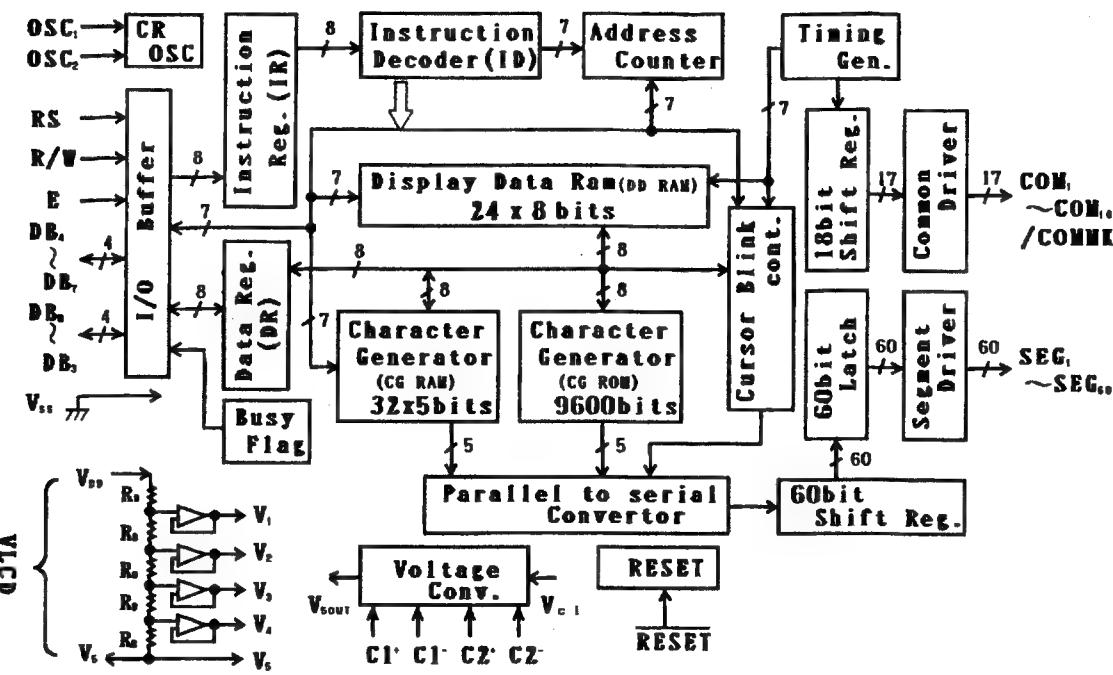 OSC₁
OSC₂
CR
OSC
Instruction
Reg.(IR)
8
Instruction
Decoder(ID)
7
Address
Counter
Timing
Gen.
7
7
RS
R/W
E
DB₄
~
DB₇
4
~
DB₃
4
I/O Buffer
8
7
8
Data Reg.
(DR)
7
Display Data Ram(DD RAM)
24 x 8 bits
8
8
8
8
7
Character
Generator
(CG RAM)
32x5bits
Character
Generator
(CG ROM)
9600bits
Cursor Blink
cont.
18bit
Shift Reg.
17
Common
Driver
17
COM₁
~COM₁₆
/COMMK
60bit
Latch
60
Segment
Driver
60
SEG₁
~SEG₆₀
60
Vss
Busy
Flag
5
5
Parallel to serial
Convertor
60bit
Shift Reg.
VLCD
V₁
V₂
V₃
V₄
V₅
V₅
Voltage
Conv.
V₅OUT
C1⁺
C1⁻
C2⁺
C2⁻
RESET
RESET